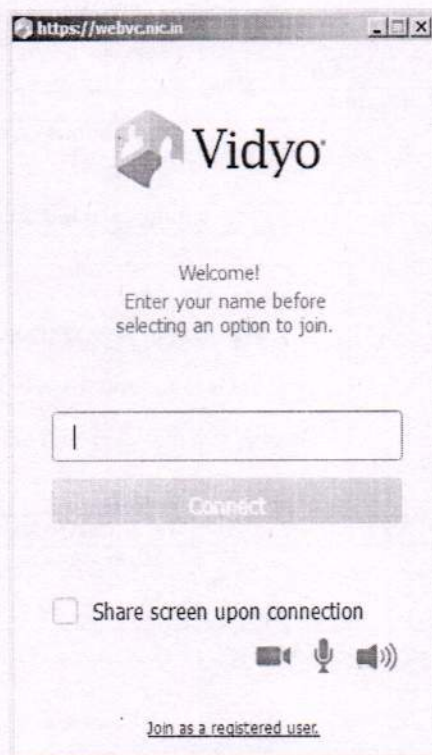 https://webvc.nic.in
Vidyo
Welcome!
Enter your name before
selecting an option to join.
Connect
Share screen upon connection
Join as a registered user.